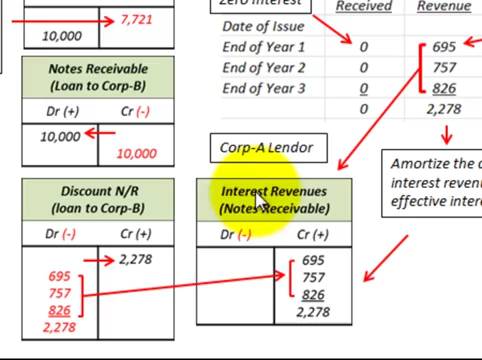 Zero Interest
Received Revenue
7,721
10,000
Date of Issue
End of Year 1 0 695
End of Year 2 0 757
End of Year 3 0 826
0 2,278
Notes Receivable
(Loan to Corp-B)
Dr (+) Cr (-)
10,000
10,000
Corp-A Lendor
Amortize the
interest reven
effective inter
Discount N/R
(loan to Corp-B)
Dr (-) Cr (+)
2,278
695
757
826
2,278
Interest Revenues
(Notes Receivable)
Dr (-) Cr (+)
695
757
826
2,278